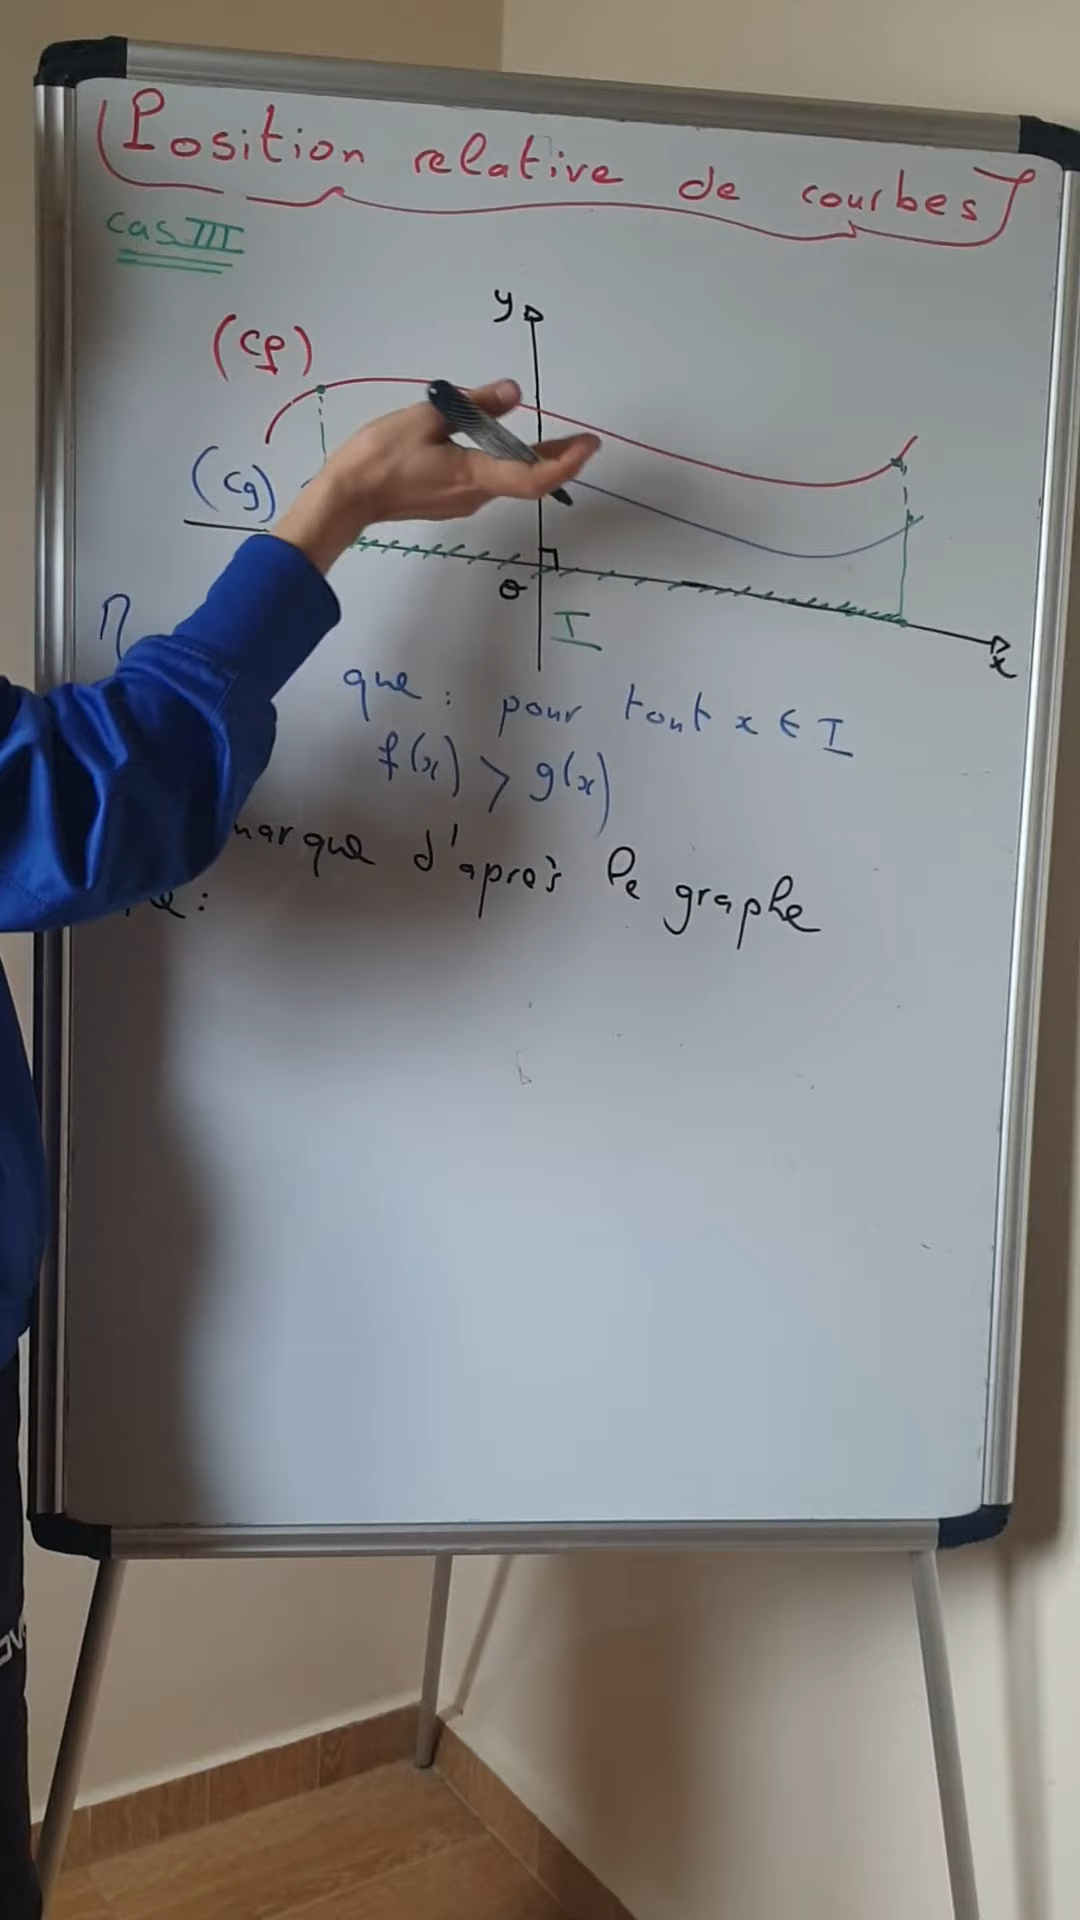 Position relative de courbes
cas III
y
(Cf)
(Cg)
θ
I
x
que : pour tout x ∈ I
f(x) > g(x)
marque d'après le graphe